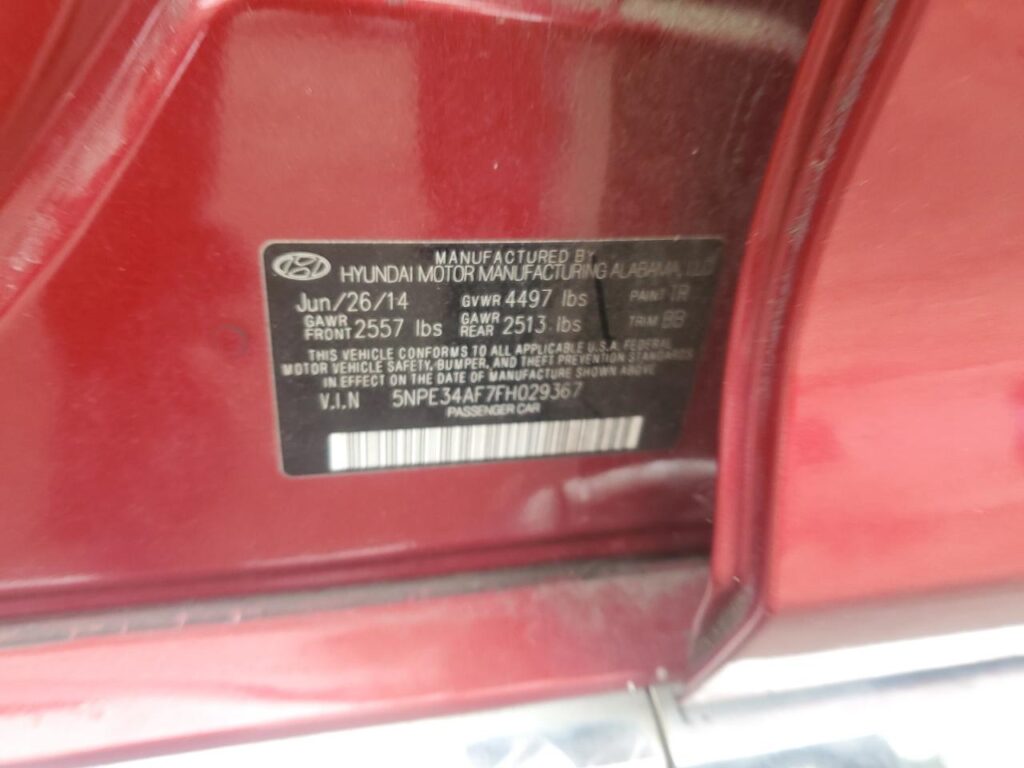 MANUFACTURED BY
HYUNDAI MOTOR MANUFACTURING ALABAMA, LLC
Jun/26/14 GVWR 4497 lbs PAINT TR
GAWR FRONT 2557 lbs GAWR REAR 2513 lbs TRIM BB
THIS VEHICLE CONFORMS TO ALL APPLICABLE U.S.A. FEDERAL
MOTOR VEHICLE SAFETY, BUMPER, AND THEFT PREVENTION STANDARDS
IN EFFECT ON THE DATE OF MANUFACTURE SHOWN ABOVE
V.I.N 5NPE34AF7FH029367
PASSENGER CAR